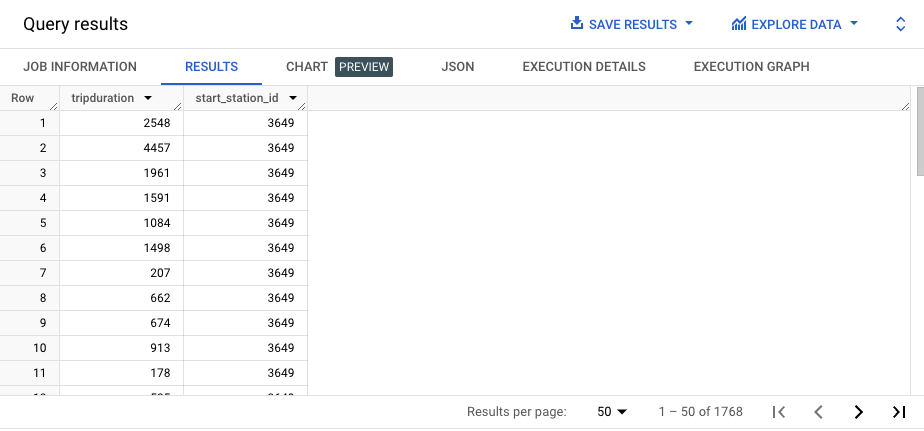 Query results
SAVE RESULTS
EXPLORE DATA
JOB INFORMATION RESULTS CHART PREVIEW JSON EXECUTION DETAILS EXECUTION GRAPH
Row tripduration start_station_id
1 2548 3649
2 4457 3649
3 1961 3649
4 1591 3649
5 1084 3649
6 1498 3649
7 207 3649
8 662 3649
9 674 3649
10 913 3649
11 178 3649
Results per page: 50 1 – 50 of 1768